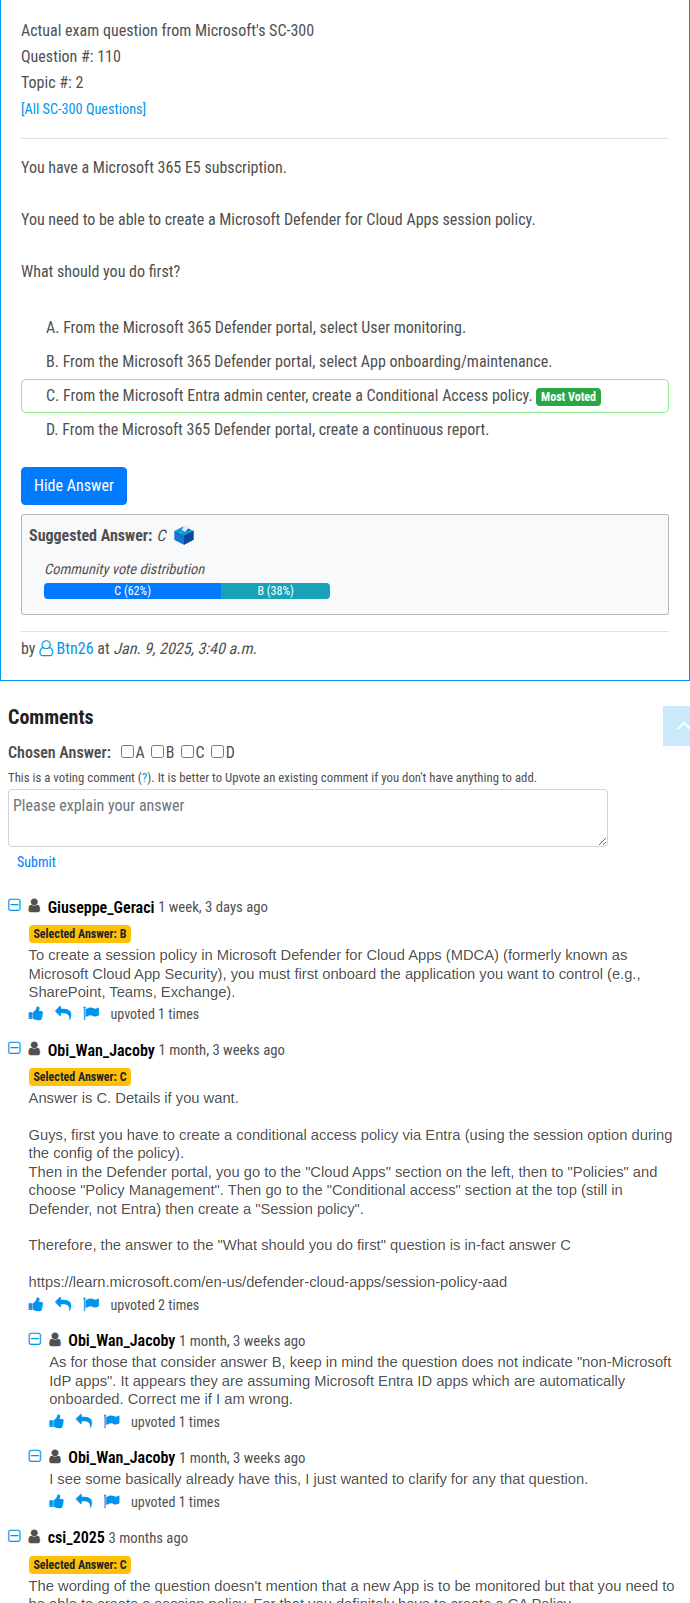 Actual exam question from Microsoft's SC-300
Question #: 110
Topic #: 2
[All SC-300 Questions]
You have a Microsoft 365 E5 subscription.
You need to be able to create a Microsoft Defender for Cloud Apps session policy.
What should you do first?
A. From the Microsoft 365 Defender portal, select User monitoring.
B. From the Microsoft 365 Defender portal, select App onboarding/maintenance.
C. From the Microsoft Entra admin center, create a Conditional Access policy. Most Voted
D. From the Microsoft 365 Defender portal, create a continuous report.
Hide Answer
Suggested Answer: C
Community vote distribution
C (62%) B (38%)
by Btn26 at Jan. 9, 2025, 3:40 a.m.
Comments
Chosen Answer: A B C D
This is a voting comment (?). It is better to Upvote an existing comment if you don't have anything to add.
Please explain your answer
Submit
Giuseppe_Geraci 1 week, 3 days ago
Selected Answer: B
To create a session policy in Microsoft Defender for Cloud Apps (MDCA) (formerly known as
Microsoft Cloud App Security), you must first onboard the application you want to control (e.g.,
SharePoint, Teams, Exchange).
upvoted 1 times
Obi_Wan_Jacoby 1 month, 3 weeks ago
Selected Answer: C
Answer is C. Details if you want.
Guys, first you have to create a conditional access policy via Entra (using the session option during
the config of the policy).
Then in the Defender portal, you go to the "Cloud Apps" section on the left, then to "Policies" and
choose "Policy Management". Then go to the "Conditional access" section at the top (still in
Defender, not Entra) then create a "Session policy".
Therefore, the answer to the "What should you do first" question is in-fact answer C
https://learn.microsoft.com/en-us/defender-cloud-apps/session-policy-aad
upvoted 2 times
Obi_Wan_Jacoby 1 month, 3 weeks ago
As for those that consider answer B, keep in mind the question does not indicate "non-Microsoft
IdP apps". It appears they are assuming Microsoft Entra ID apps which are automatically
onboarded. Correct me if I am wrong.
upvoted 1 times
Obi_Wan_Jacoby 1 month, 3 weeks ago
I see some basically already have this, I just wanted to clarify for any that question.
upvoted 1 times
csi_2025 3 months ago
Selected Answer: C
The wording of the question doesn't mention that a new App is to be monitored but that you need to
be able to create a session policy. For that you definitely have to create a CA Policy